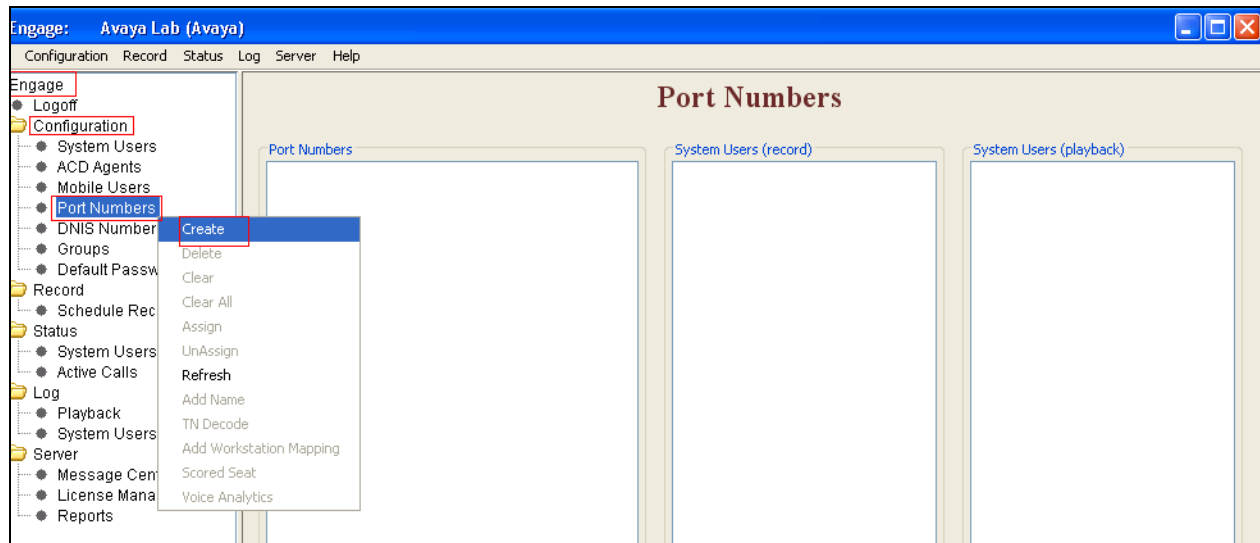 Engage: Avaya Lab (Avaya)
Configuration Record Status Log Server Help
Engage
Logoff
Configuration
System Users
ACD Agents
Mobile Users
Port Numbers
DNIS Number
Groups
Default Passw
Record
Schedule Rec
Status
System Users
Active Calls
Log
Playback
System Users
Server
Message Cen
License Mana
Reports
Create
Delete
Clear
Clear All
Assign
UnAssign
Refresh
Add Name
TN Decode
Add Workstation Mapping
Scored Seat
Voice Analytics
Port Numbers
Port Numbers
System Users (record)
System Users (playback)